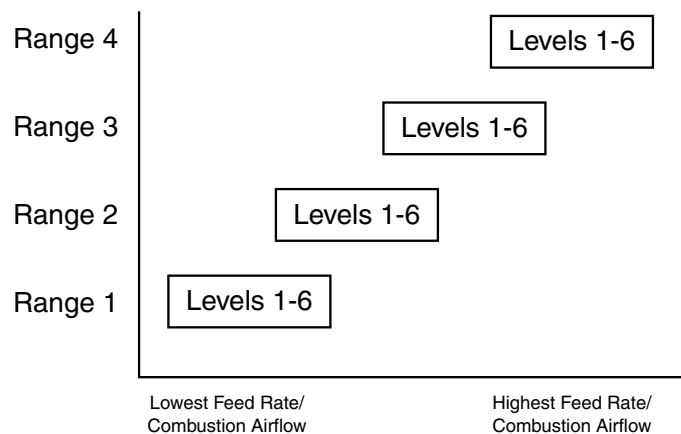 Range 4
Levels 1-6
Range 3
Levels 1-6
Range 2
Levels 1-6
Range 1
Levels 1-6
Lowest Feed Rate/
Combustion Airflow
Highest Feed Rate/
Combustion Airflow